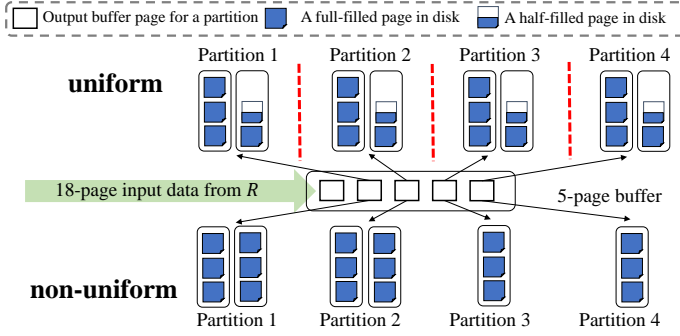 Output buffer page for a partition A full-filled page in disk A half-filled page in disk
Partition 1 Partition 2 Partition 3 Partition 4
uniform
18-page input data from R
5-page buffer
non-uniform
Partition 1 Partition 2 Partition 3 Partition 4